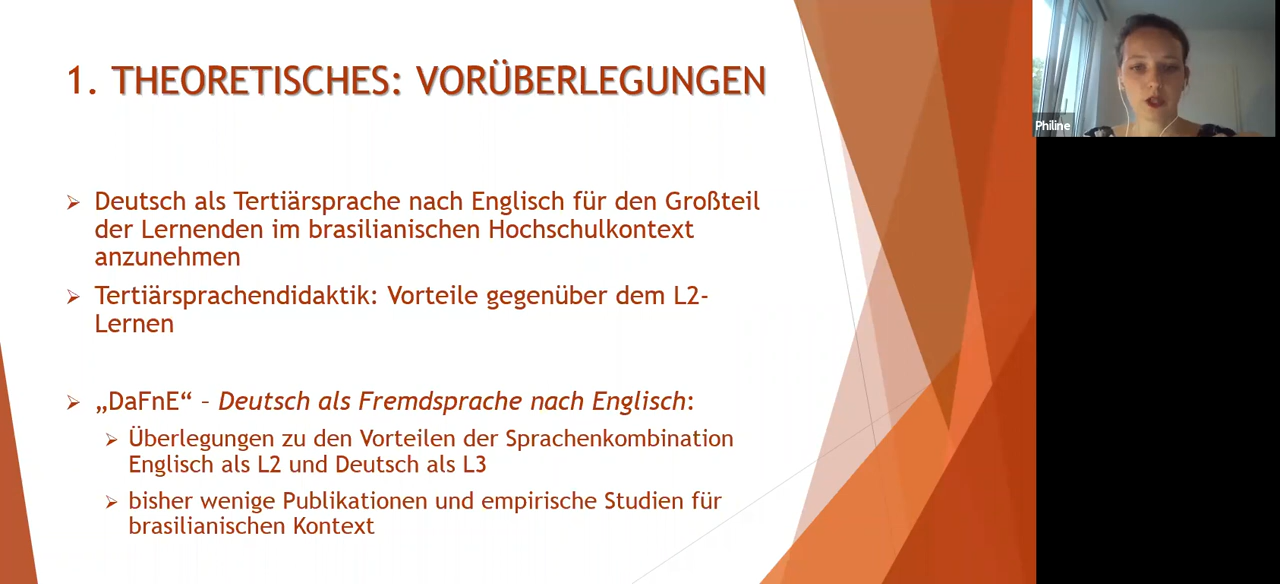 1. THEORETISCHES: VORÜBERLEGUNGEN
Deutsch als Tertiärsprache nach Englisch für den Großteil
der Lernenden im brasilianischen Hochschulkontext
anzunehmen
Tertiärsprachendidaktik: Vorteile gegenüber dem L2-
Lernen
„DaFnE“ – Deutsch als Fremdsprache nach Englisch:
Überlegungen zu den Vorteilen der Sprachenkombination
Englisch als L2 und Deutsch als L3
bisher wenige Publikationen und empirische Studien für
brasilianischen Kontext
Philine